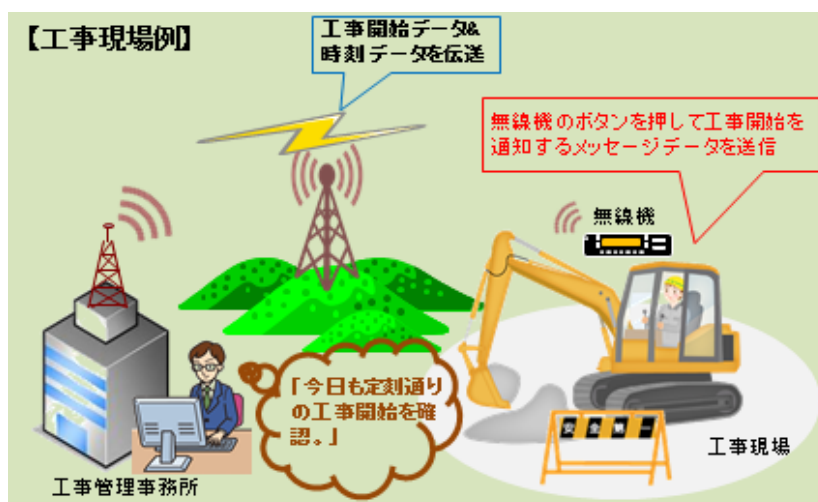 【工事現場例】
工事開始データ&
時刻データを伝送
無線機のボタンを押して工事開始を
通知するメッセージデータを送信
無線機
「今日も定刻通り
の工事開始を確
認。」
安全第一
工事現場
工事管理事務所